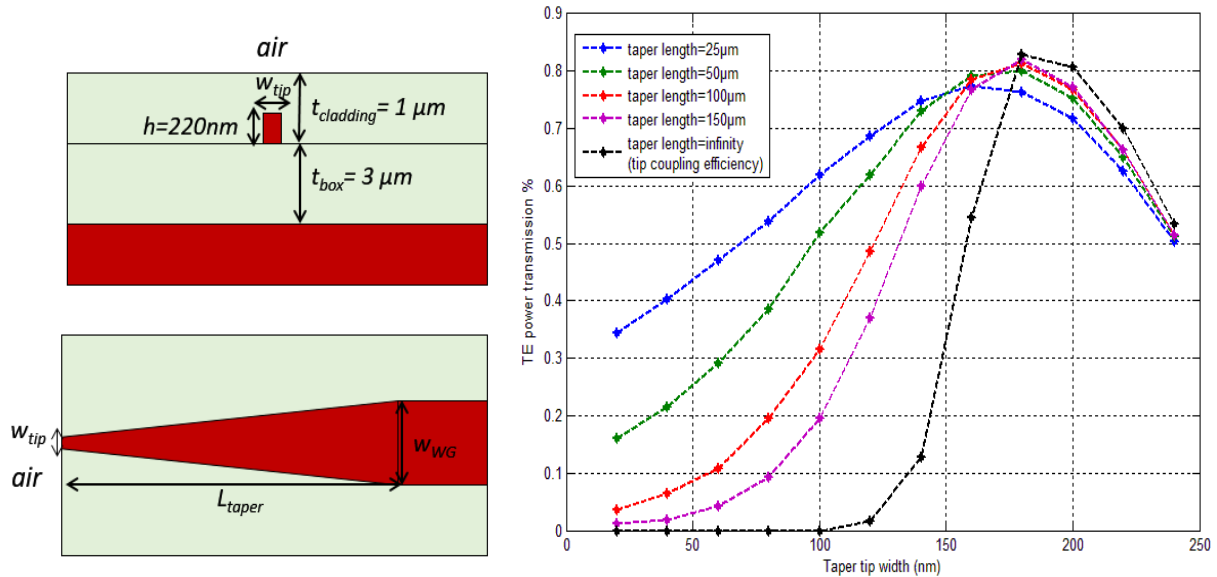 air
w_tip
h=220nm
t_cladding= 1 µm
t_box= 3 µm
w_tip
air
w_WG
L_taper
TE power transmission %
0.9
0.8
0.7
0.6
0.5
0.4
0.3
0.2
0.1
0
taper length=25µm
taper length=50µm
taper length=100µm
taper length=150µm
taper length=infinity
(tip coupling efficiency)
0 50 100 150 200 250
Taper tip width (nm)